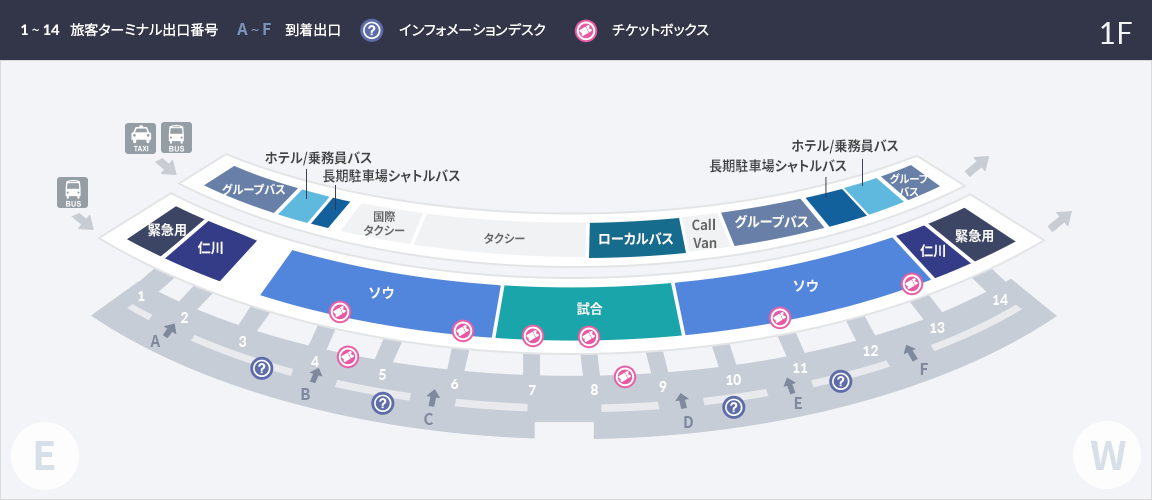 1 ~ 14 旅客ターミナル出口番号 A ~ F 到着出口 ? インフォメーションデスク チケットボックス 1F
TAXI BUS
BUS
ホテル/乗務員バス
長期駐車場シャトルバス
ホテル/乗務員バス
長期駐車場シャトルバス
グループバス
国際
タクシー
タクシー
ローカルバス
Call
Van
グループバス
グループ
バス
緊急用
仁川
ソウ
試合
ソウ
仁川
緊急用
1
2
3
4
5
6
7
8
9
10
11
12
13
14
A
B
C
D
E
F
?
?
?
?
E
W